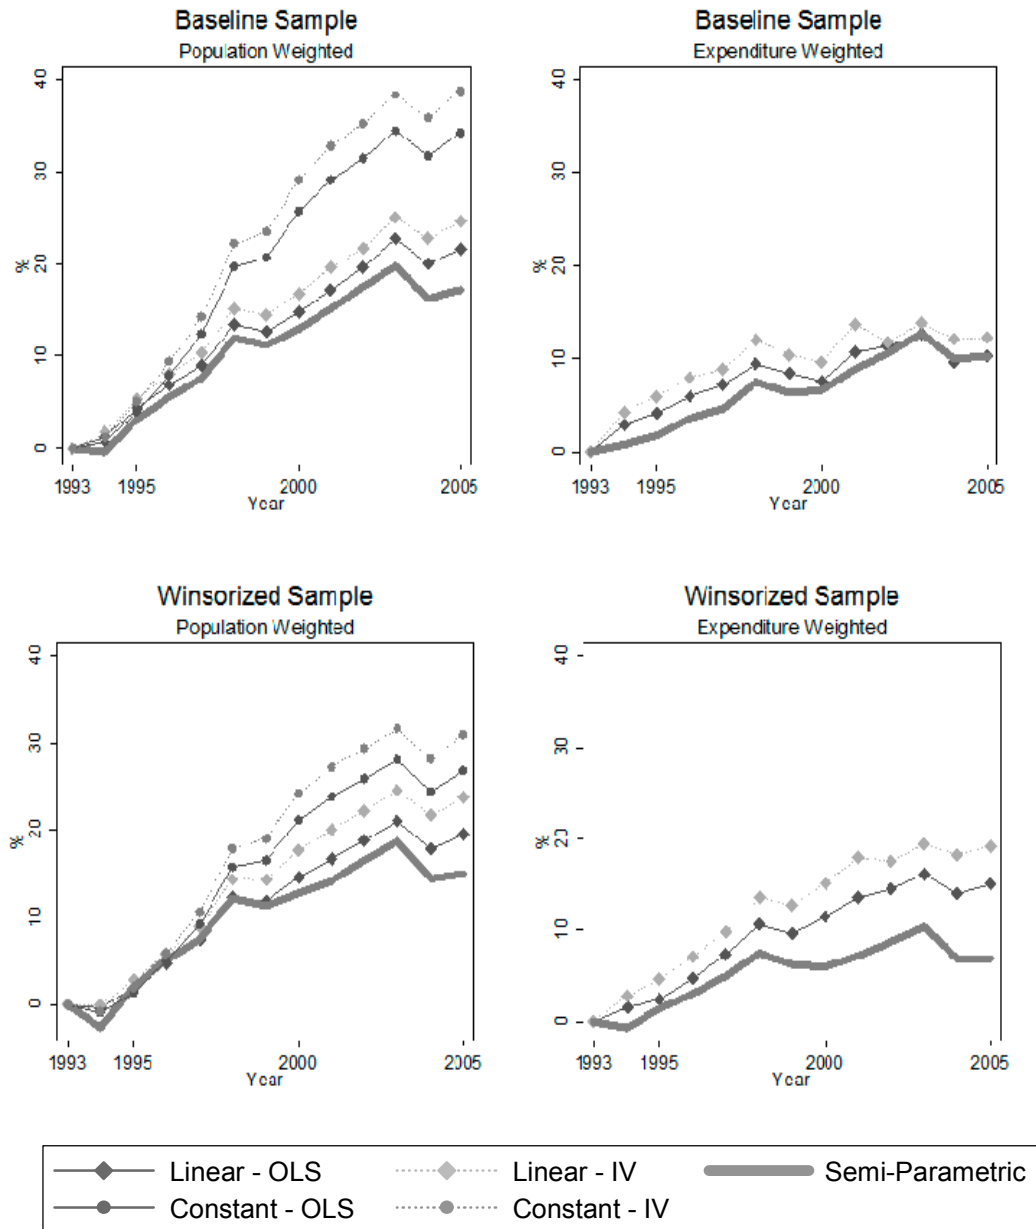 Baseline Sample
Population Weighted
40
30
20
10
0
%
1993 1995 2000 2005
Year
Baseline Sample
Expenditure Weighted
40
30
20
10
0
%
1993 1995 2000 2005
Year
Winsorized Sample
Population Weighted
40
30
20
10
0
%
1993 1995 2000 2005
Year
Winsorized Sample
Expenditure Weighted
40
30
20
10
0
%
1993 1995 2000 2005
Year
Linear - OLS Linear - IV Semi-Parametric
Constant - OLS Constant - IV